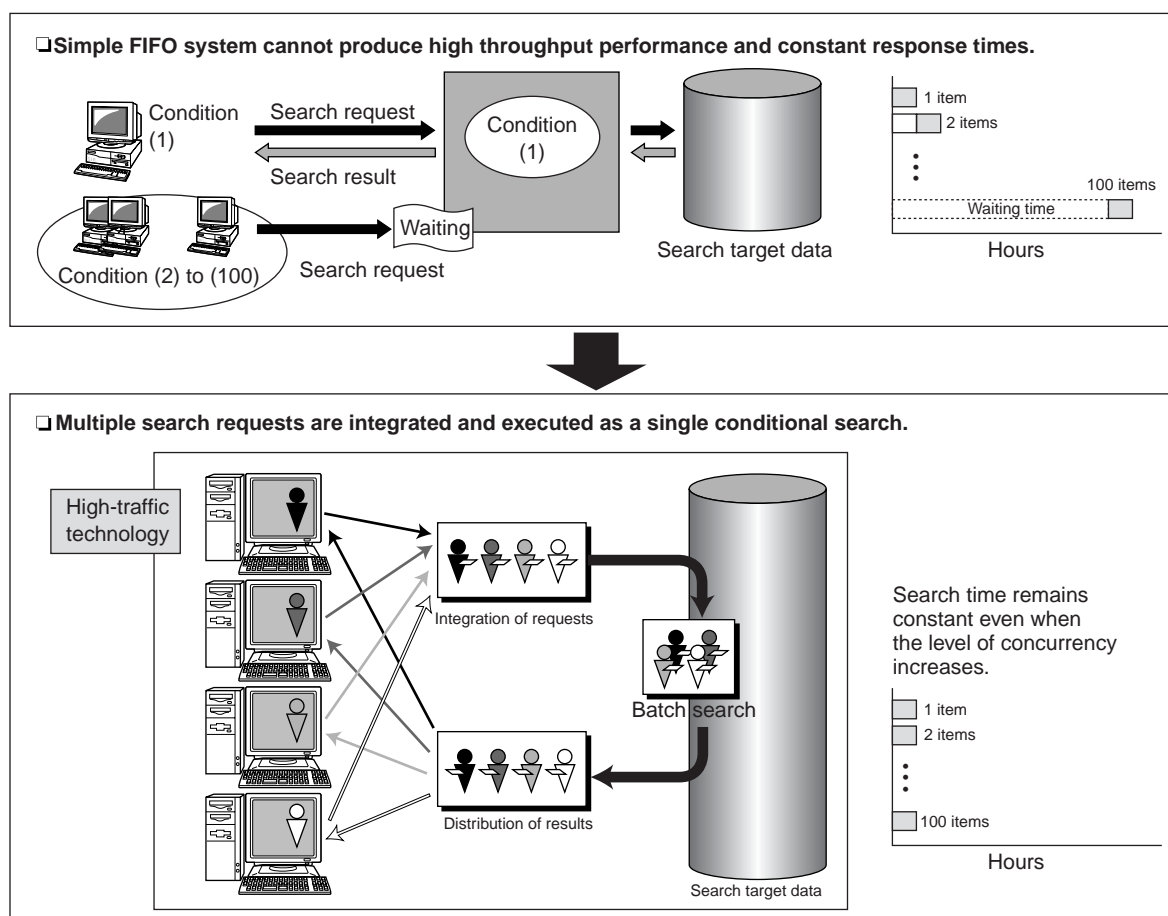 ❏Simple FIFO system cannot produce high throughput performance and constant response times.
Condition
(1)
Search request
Search result
Condition
(1)
Waiting
Search request
Condition (2) to (100)
Search target data
1 item
2 items
100 items
Waiting time
Hours
❏Multiple search requests are integrated and executed as a single conditional search.
High-traffic
technology
Integration of requests
Batch search
Distribution of results
Search target data
Search time remains
constant even when
the level of concurrency
increases.
1 item
2 items
100 items
Hours